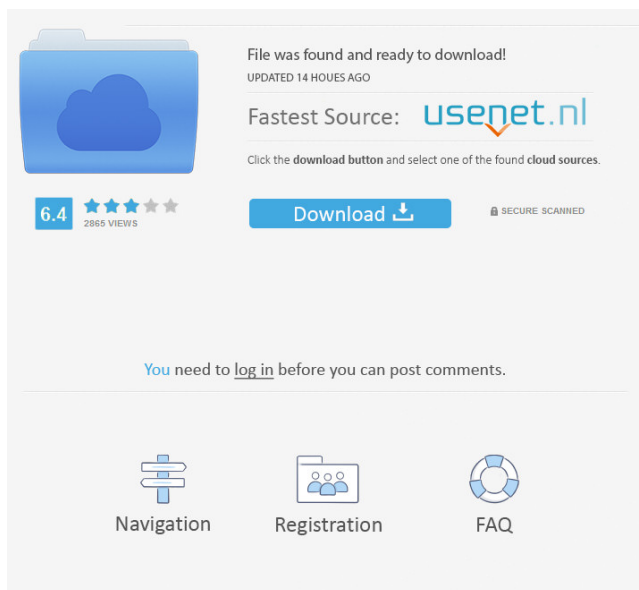 File was found and ready to download!
UPDATED 14 HOUES AGO
Fastest Source: usenet.nl
Click the download button and select one of the found cloud sources.
6.4
2865 VIEWS
Download
SECURE SCANNED
You need to log in before you can post comments.
Navigation
Registration
FAQ